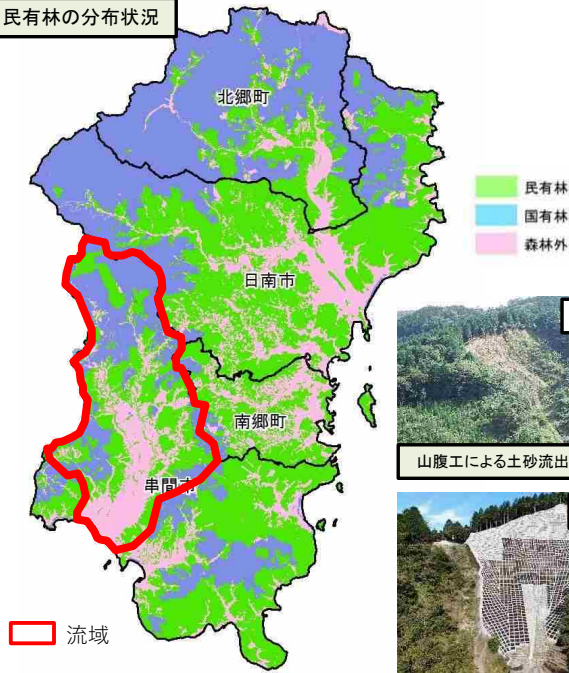 民有林の分布状況
北郷町
民有林
国有林
森林外
日南市
南郷町
山腹工による土砂流出
串間市
流域